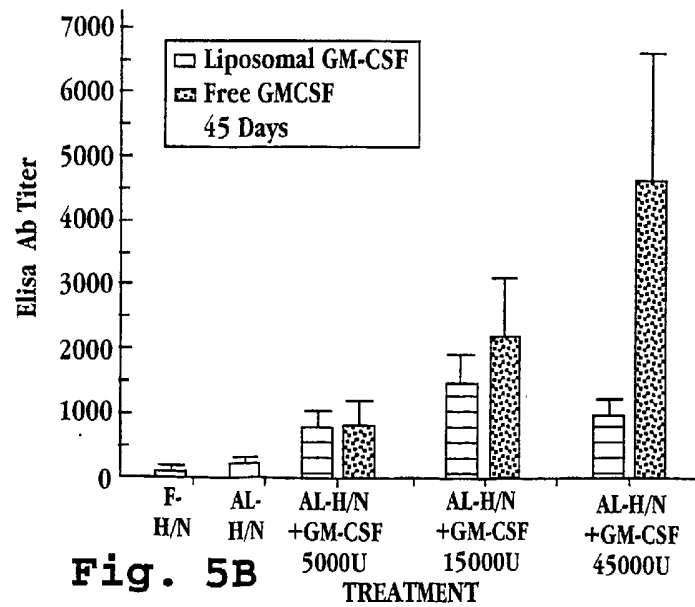 7000
6000
5000
4000
3000
2000
1000
0
Elisa Ab Titer
Liposomal GM-CSF
Free GMCSF
45 Days
F-
H/N
AL-
H/N
AL-H/N
+GM-CSF
5000U
AL-H/N
+GM-CSF
15000U
AL-H/N
+GM-CSF
45000U
TREATMENT
Fig. 5B